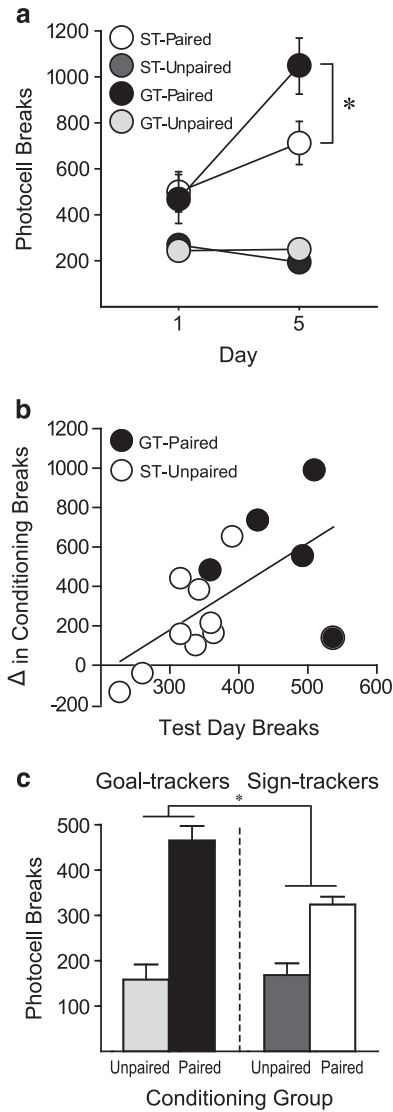 a
1200
1000
800
600
400
200
Photocell Breaks
ST-Paired
ST-Unpaired
GT-Paired
GT-Unpaired
*
1 5
Day
b
1200
1000
800
600
400
200
0
-200
Δ in Conditioning Breaks
GT-Paired
ST-Unpaired
300 400 500 600
Test Day Breaks
c
Goal-trackers Sign-trackers
*
500
400
300
200
100
Photocell Breaks
Unpaired Paired Unpaired Paired
Conditioning Group